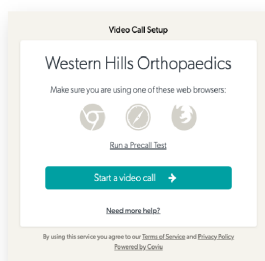 Video Call Setup
Western Hills Orthopaedics
Make sure you are using one of these web browsers:
Run a Precall Test
Start a video call
Need more help?
By using this service you agree to our Terms of Service and Privacy Policy
Powered by Coviu